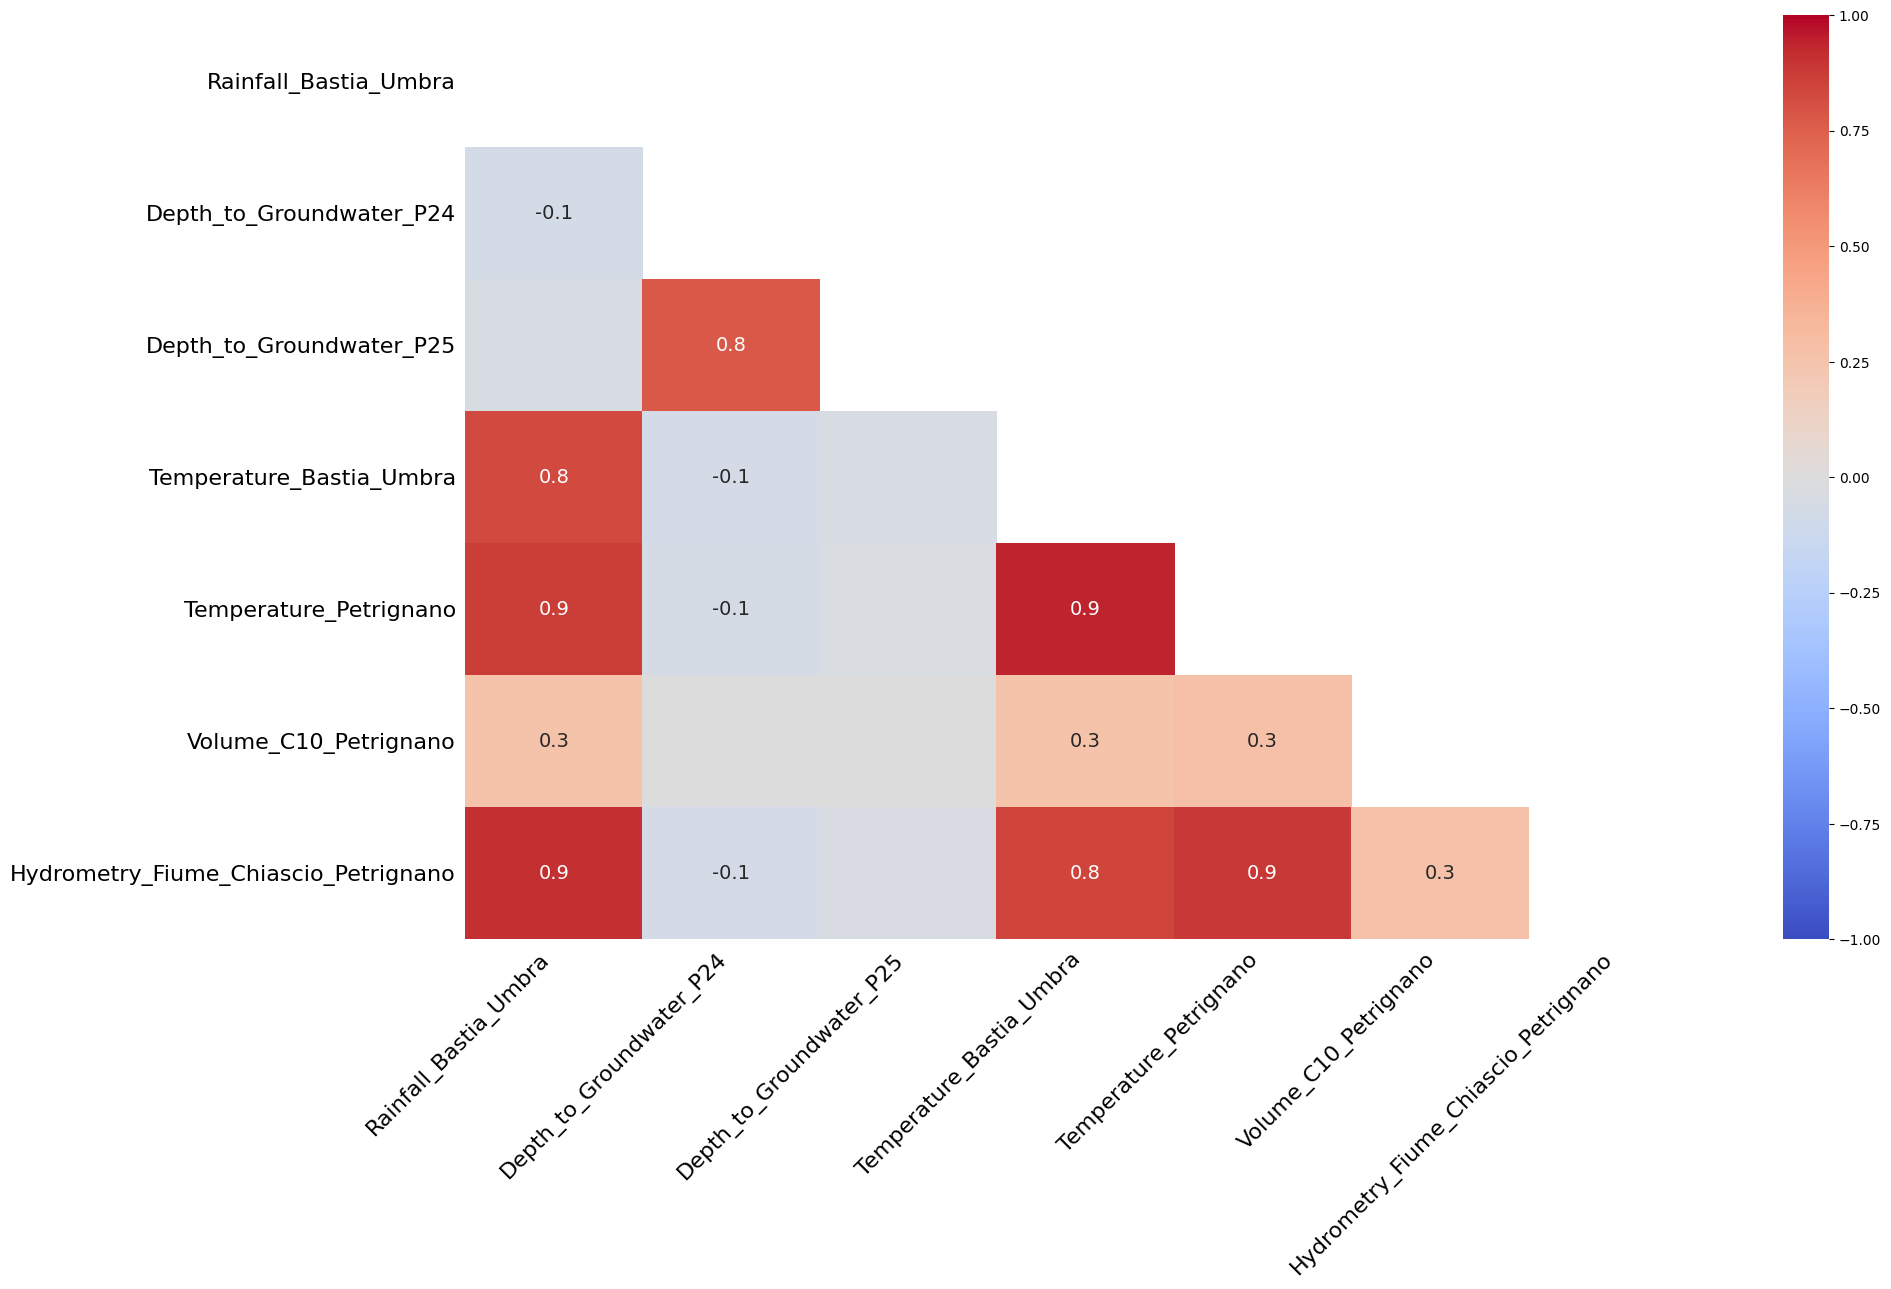 Rainfall_Bastia_Umbra
Depth_to_Groundwater_P24
-0.1
Depth_to_Groundwater_P25
0.8
Temperature_Bastia_Umbra
0.8
-0.1
Temperature_Petrignano
0.9
-0.1
0.9
Volume_C10_Petrignano
0.3
0.3
0.3
Hydrometry_Fiume_Chiascio_Petrignano
0.9
-0.1
0.8
0.9
0.3
Rainfall_Bastia_Umbra
Depth_to_Groundwater_P24
Depth_to_Groundwater_P25
Temperature_Bastia_Umbra
Temperature_Petrignano
Volume_C10_Petrignano
Hydrometry_Fiume_Chiascio_Petrignano
1.00
0.75
0.50
0.25
0.00
−0.25
−0.50
−0.75
−1.00